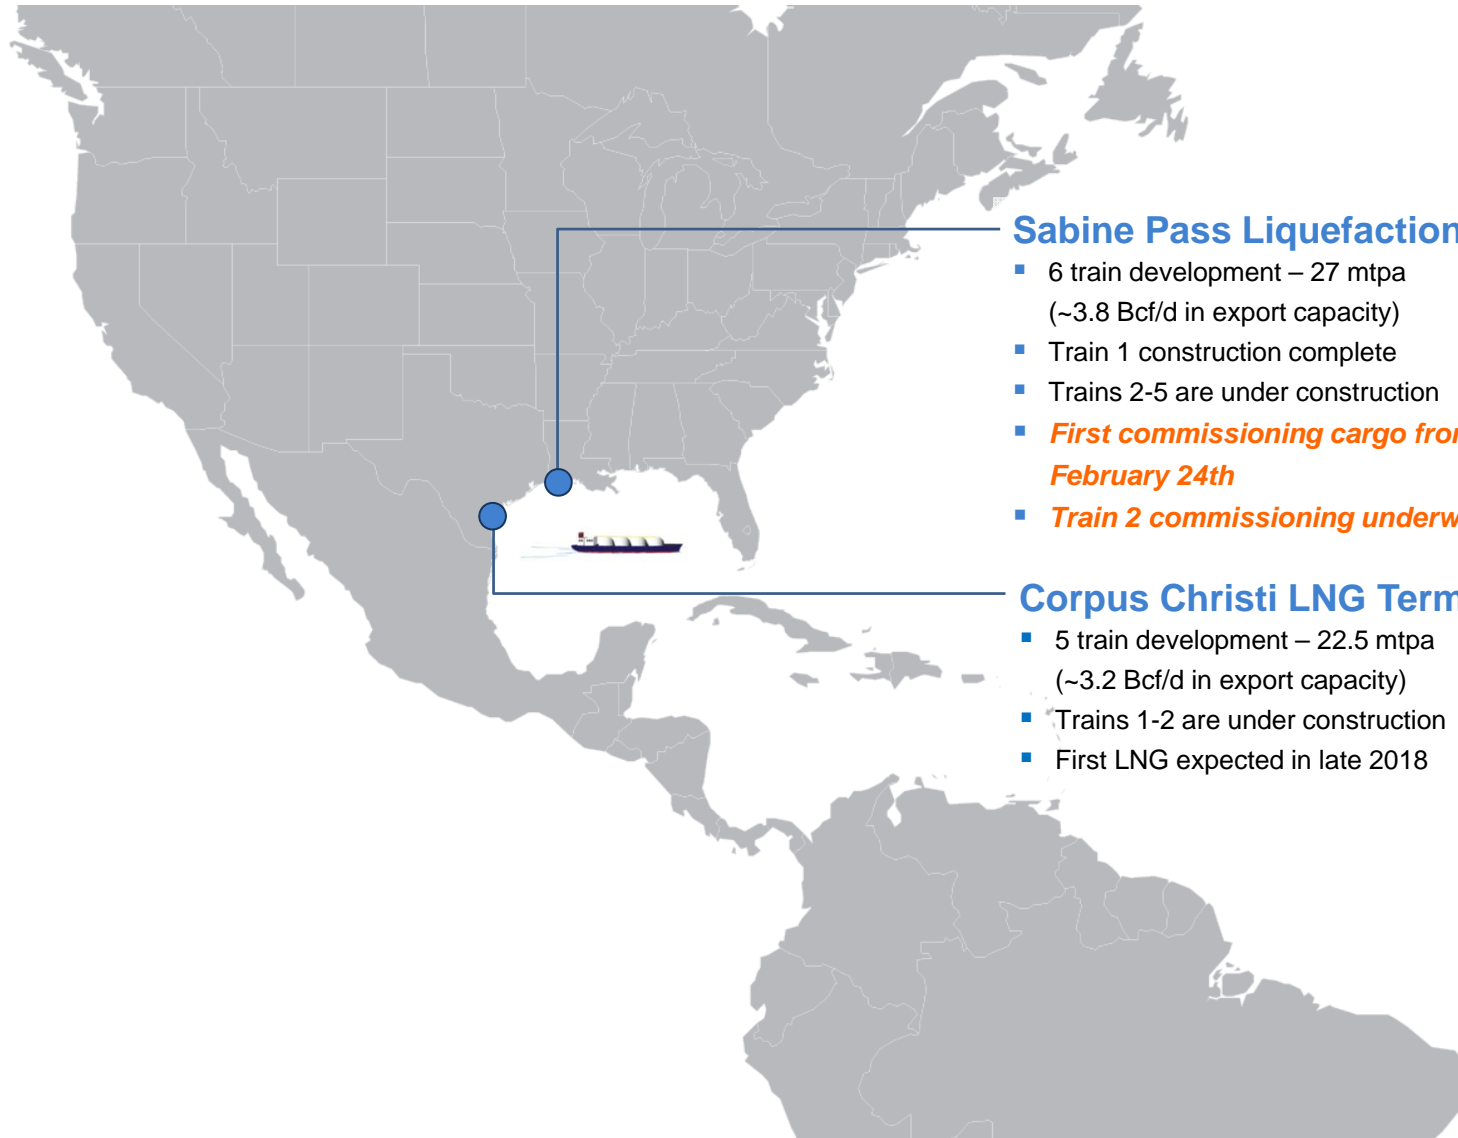 Sabine Pass Liquefaction
6 train development – 27 mtpa
(~3.8 Bcf/d in export capacity)
Train 1 construction complete
Trains 2-5 are under construction
First commissioning cargo
February 24th
Train 2 commissioning
Corpus Christi LNG
5 train development – 22.5 mtpa
(~3.2 Bcf/d in export capacity)
Trains 1-2 are under construction
First LNG expected in late 2018